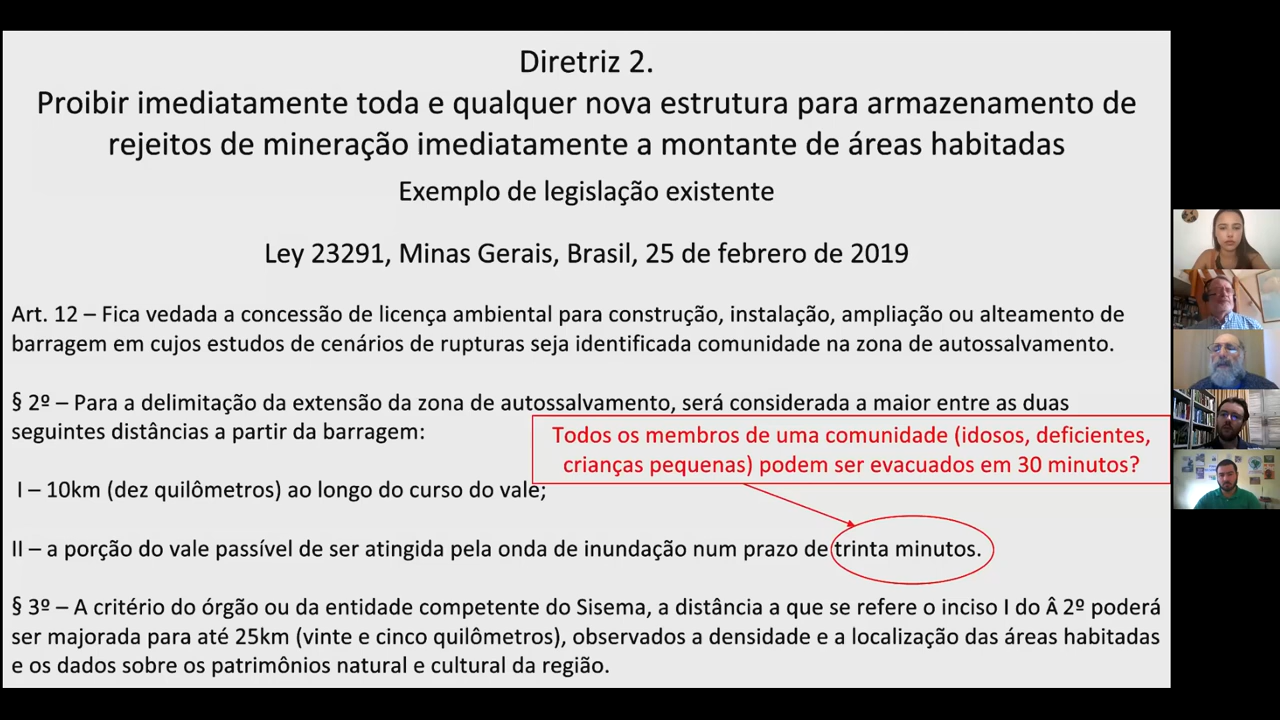 Diretriz 2.
Proibir imediatamente toda e qualquer nova estrutura para armazenamento de
rejeitos de mineração imediatamente a montante de áreas habitadas
Exemplo de legislação existente
Ley 23291, Minas Gerais, Brasil, 25 de febrero de 2019
Art. 12 – Fica vedada a concessão de licença ambiental para construção, instalação, ampliação ou alteamento de
barragem em cujos estudos de cenários de rupturas seja identificada comunidade na zona de autossalvamento.
§ 2º – Para a delimitação da extensão da zona de autossalvamento, será considerada a maior entre as duas
seguintes distâncias a partir da barragem:
Todos os membros de uma comunidade (idosos, deficientes,
crianças pequenas) podem ser evacuados em 30 minutos?
I – 10km (dez quilômetros) ao longo do curso do vale;
II – a porção do vale passível de ser atingida pela onda de inundação num prazo de trinta minutos.
§ 3º – A critério do órgão ou da entidade competente do Sisema, a distância a que se refere o inciso I do Â 2º poderá
ser majorada para até 25km (vinte e cinco quilômetros), observados a densidade e a localização das áreas habitadas
e os dados sobre os patrimônios natural e cultural da região.